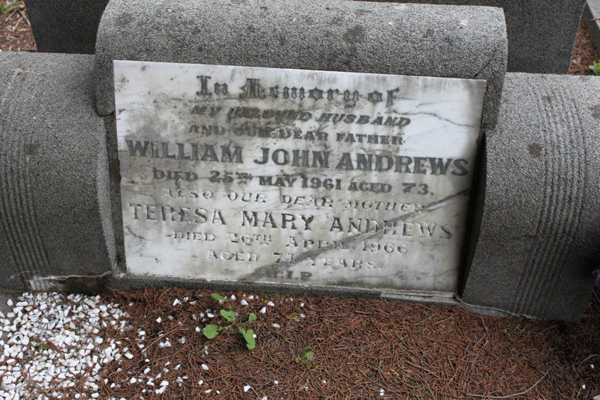 In Memory of
MY BELOVED HUSBAND
AND OUR DEAR FATHER
WILLIAM JOHN ANDREWS
DIED 25TH MAY 1961 AGED 73.
ALSO OUR DEAR MOTHER
TERESA MARY ANDREWS
DIED 26TH APRIL 1966
AGED YEARS.
R.I.P.